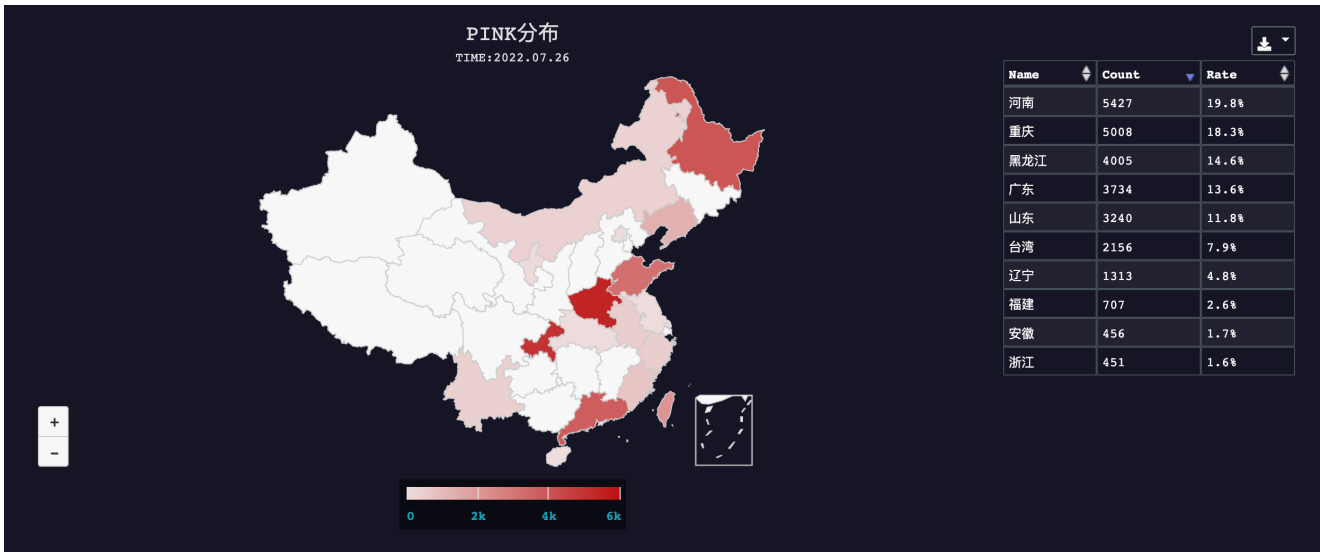 PINK分布
TIME:2022.07.26
Name Count Rate
河南 5427 19.8%
重庆 5008 18.3%
黑龙江 4005 14.6%
广东 3734 13.6%
山东 3240 11.8%
台湾 2156 7.9%
辽宁 1313 4.8%
福建 707 2.6%
安徽 456 1.7%
浙江 451 1.6%
+
−
0 2k 4k 6k